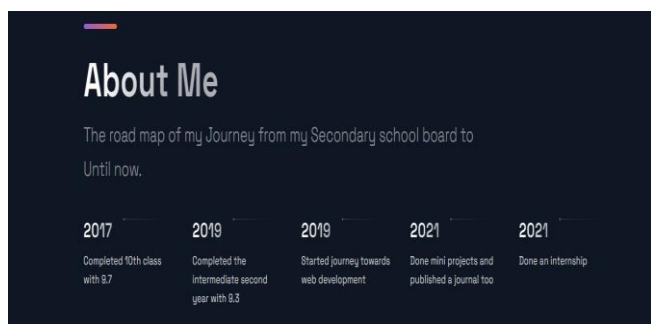 About Me
The road map of my Journey from my Secondary school board to
Until now.
2017
Completed 10th class
with 9.7
2019
Completed the
intermediate second
year with 9.3
2019
Started journey towards
web development
2021
Done mini projects and
published a journal too
2021
Done an internship